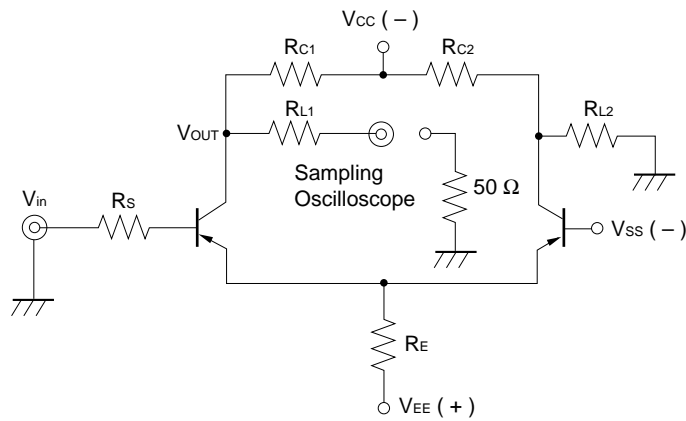 VCC (−)
RC1
RC2
RL1
RL2
VOUT
Sampling
Oscilloscope
50 Ω
Vin
RS
VSS (−)
RE
VEE (+)